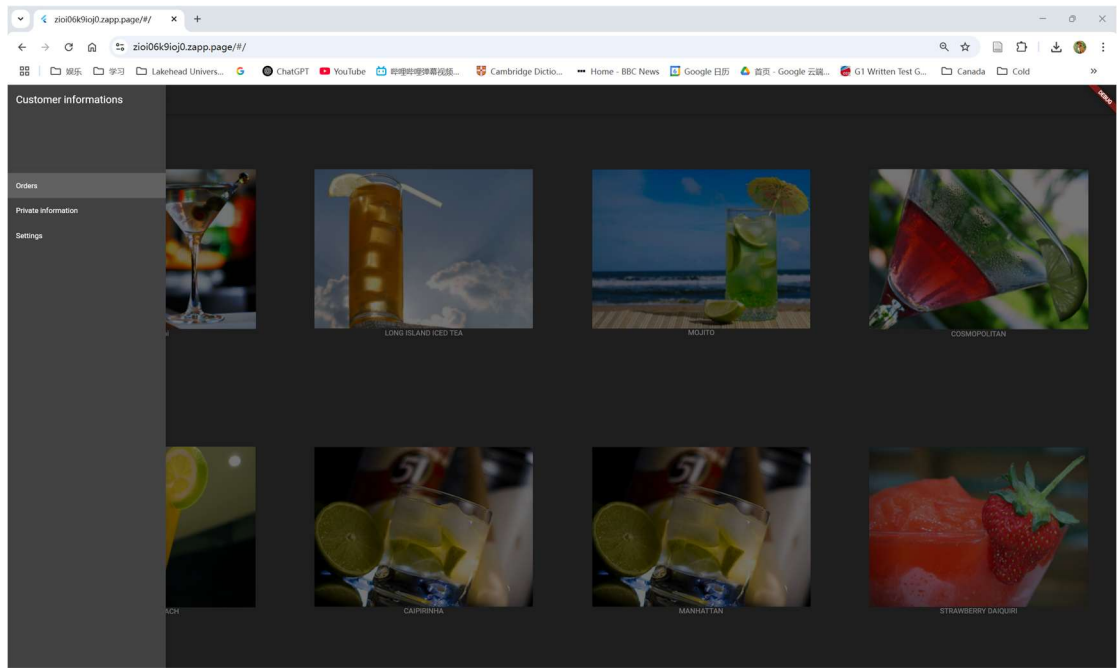 zioi06k9ioj0.zapp.page/#/
zioi06k9ioj0.zapp.page/#/
娱乐 学习 Lakehead Univers... ChatGPT YouTube 哔哩哔哩弹幕视频... Cambridge Dictio... Home - BBC News Google 日历 首页 - Google 云端... G1 Written Test G... Canada Cold
Customer informations
DEBUG
Orders
Private information
Settings
LONG ISLAND ICED TEA MOJITO COSMOPOLITAN
51 51
ACH CAIPIRINHA MANHATTAN STRAWBERRY DAIQUIRI